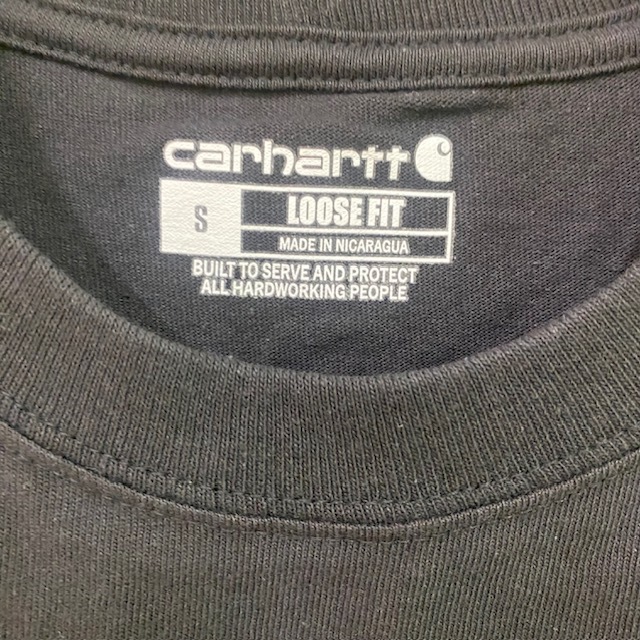 carhartt
S
LOOSE FIT
MADE IN NICARAGUA
BUILT TO SERVE AND PROTECT
ALL HARDWORKING PEOPLE